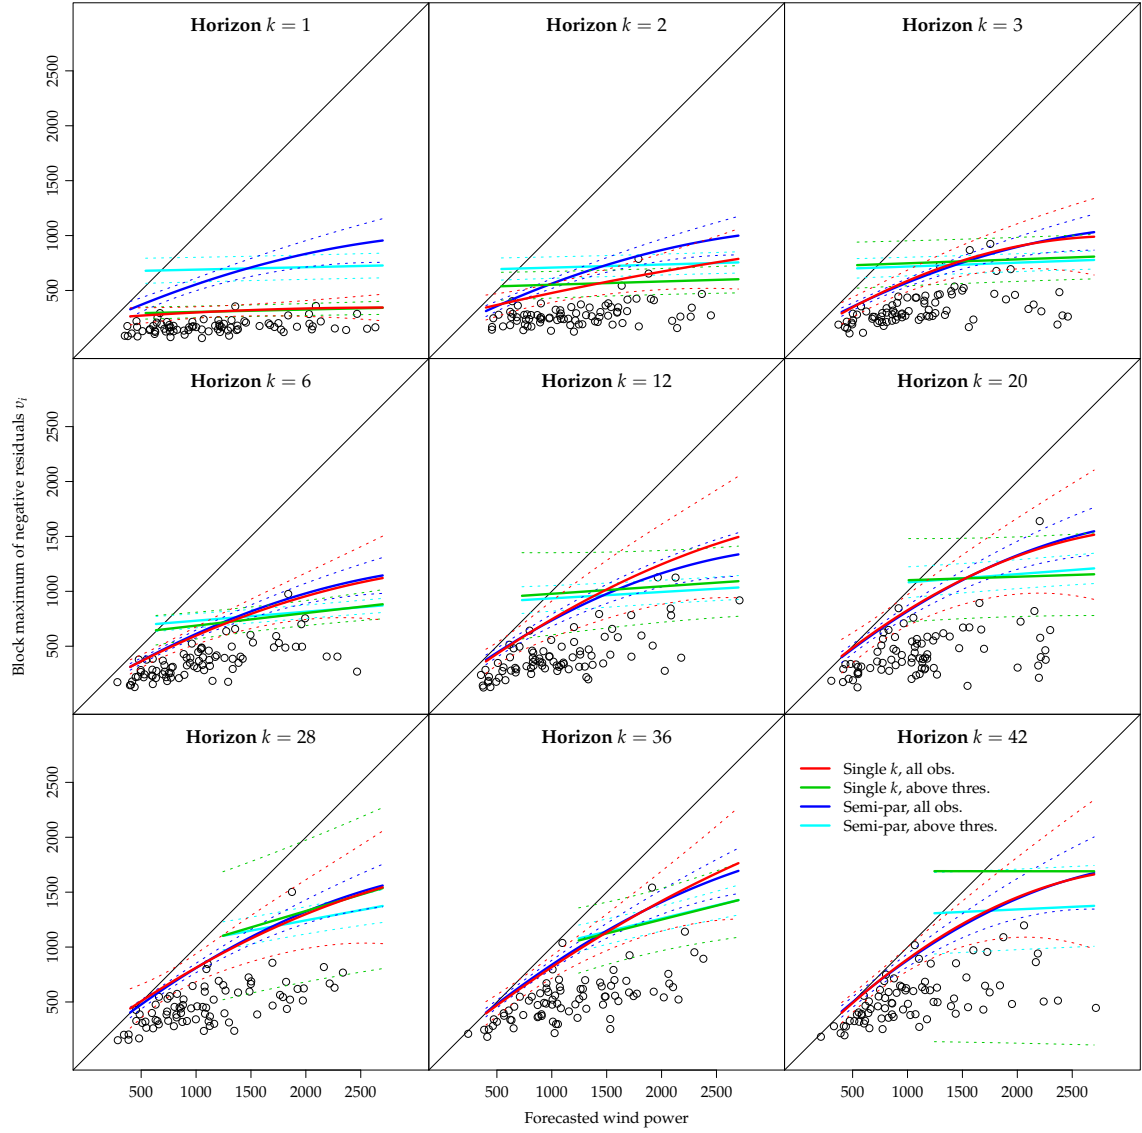 Horizon k = 1
Horizon k = 2
Horizon k = 3
2500
2000
1500
1000
500
Horizon k = 6
Horizon k = 12
Horizon k = 20
2500
2000
1500
1000
500
Block maximum of negative residuals vi
Horizon k = 28
Horizon k = 36
Horizon k = 42
2500
2000
1500
1000
500
Single k, all obs.
Single k, above thres.
Semi-par, all obs.
Semi-par, above thres.
500 1000 1500 2000 2500 500 1000 1500 2000 2500 500 1000 1500 2000 2500
Forecasted wind power